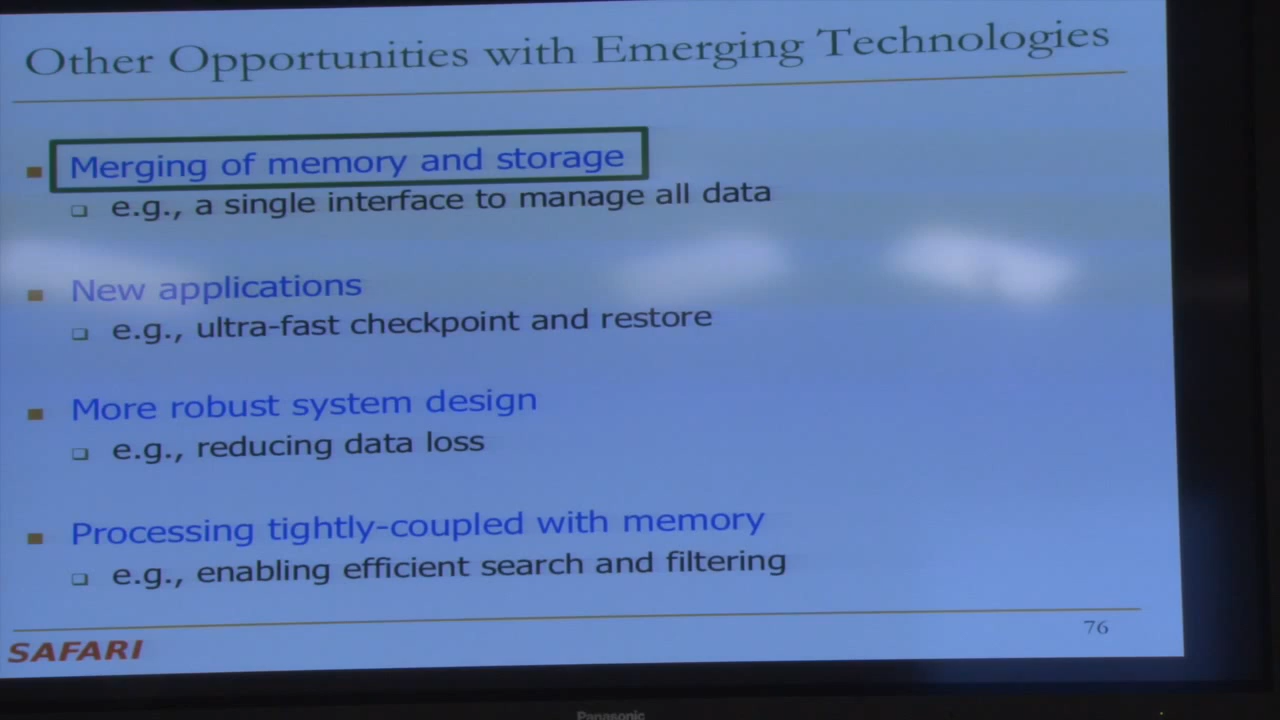 Other Opportunities with Emerging Technologies
Merging of memory and storage
e.g., a single interface to manage all data
New applications
e.g., ultra-fast checkpoint and restore
More robust system design
e.g., reducing data loss
Processing tightly-coupled with memory
e.g., enabling efficient search and filtering
SAFARI
76
Panasonic